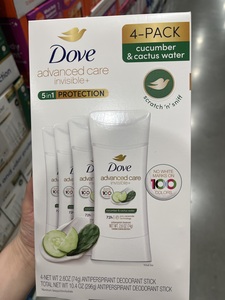 Dove
advanced care
invisible+
5in1 PROTECTION
4-PACK
cucumber
& cactus water
scratch 'n' sniff
Dove
advanced care
invisible+
72h
NO WHITE
MARKS ON
100
COLORS
4 NET WT 2.6OZ (74g) ANTIPERSPIRANT DEODORANT STICK
TOTAL NET WT. 10.4 OZ (296g) ANTIPERSPIRANT DEODORANT STICK